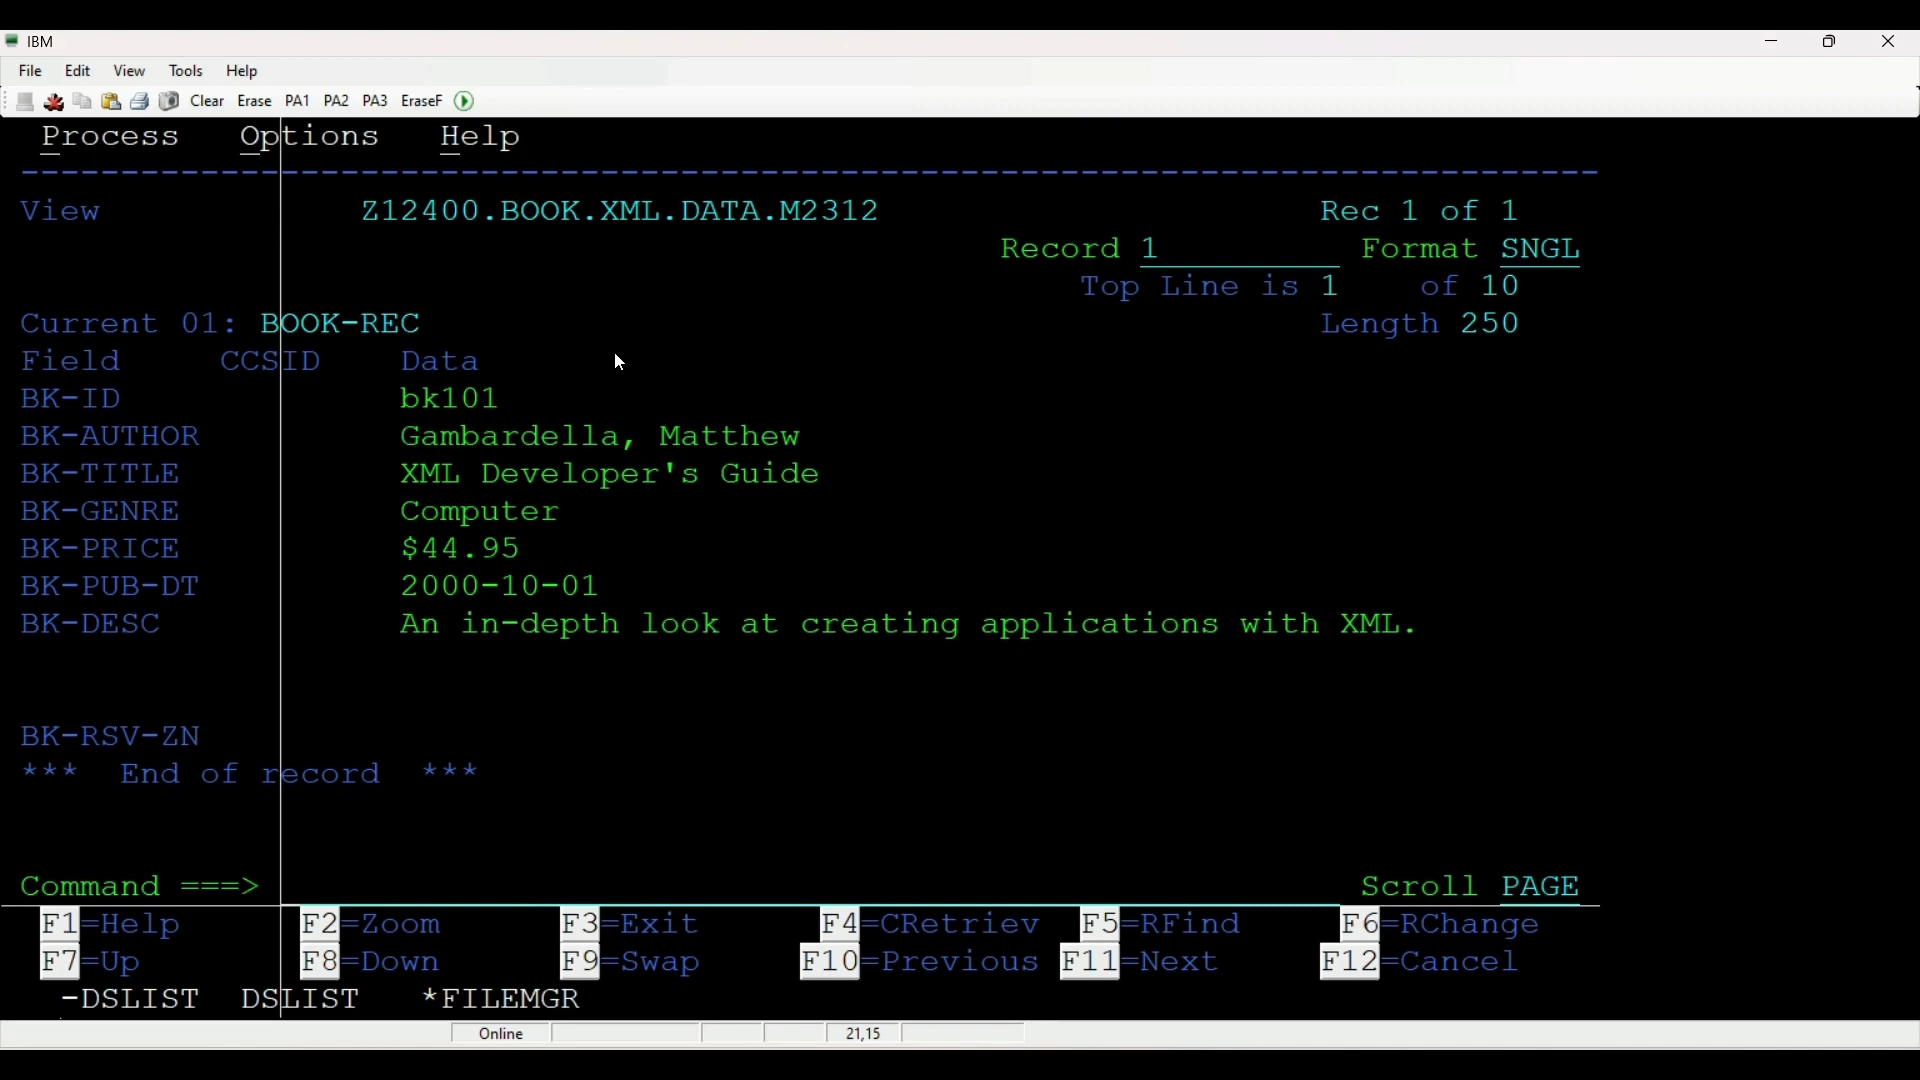 IBM
File Edit View Tools Help
Clear Erase PA1 PA2 PA3 EraseF
Process Options Help
--------------------------------------------------------------------------------
View Z12400.BOOK.XML.DATA.M2312 Rec 1 of 1
Record 1 Format SNGL
Top Line is 1 of 10
Current 01: BOOK-REC Length 250
Field CCSID Data
BK-ID bk101
BK-AUTHOR Gambardella, Matthew
BK-TITLE XML Developer's Guide
BK-GENRE Computer
BK-PRICE $44.95
BK-PUB-DT 2000-10-01
BK-DESC An in-depth look at creating applications with XML.
BK-RSV-ZN
*** End of record ***
Command ===> Scroll PAGE
F1=Help F2=Zoom F3=Exit F4=CRetriev F5=RFind F6=RChange
F7=Up F8=Down F9=Swap F10=Previous F11=Next F12=Cancel
-DSLIST DSLIST *FILEMGR
Online 21,15